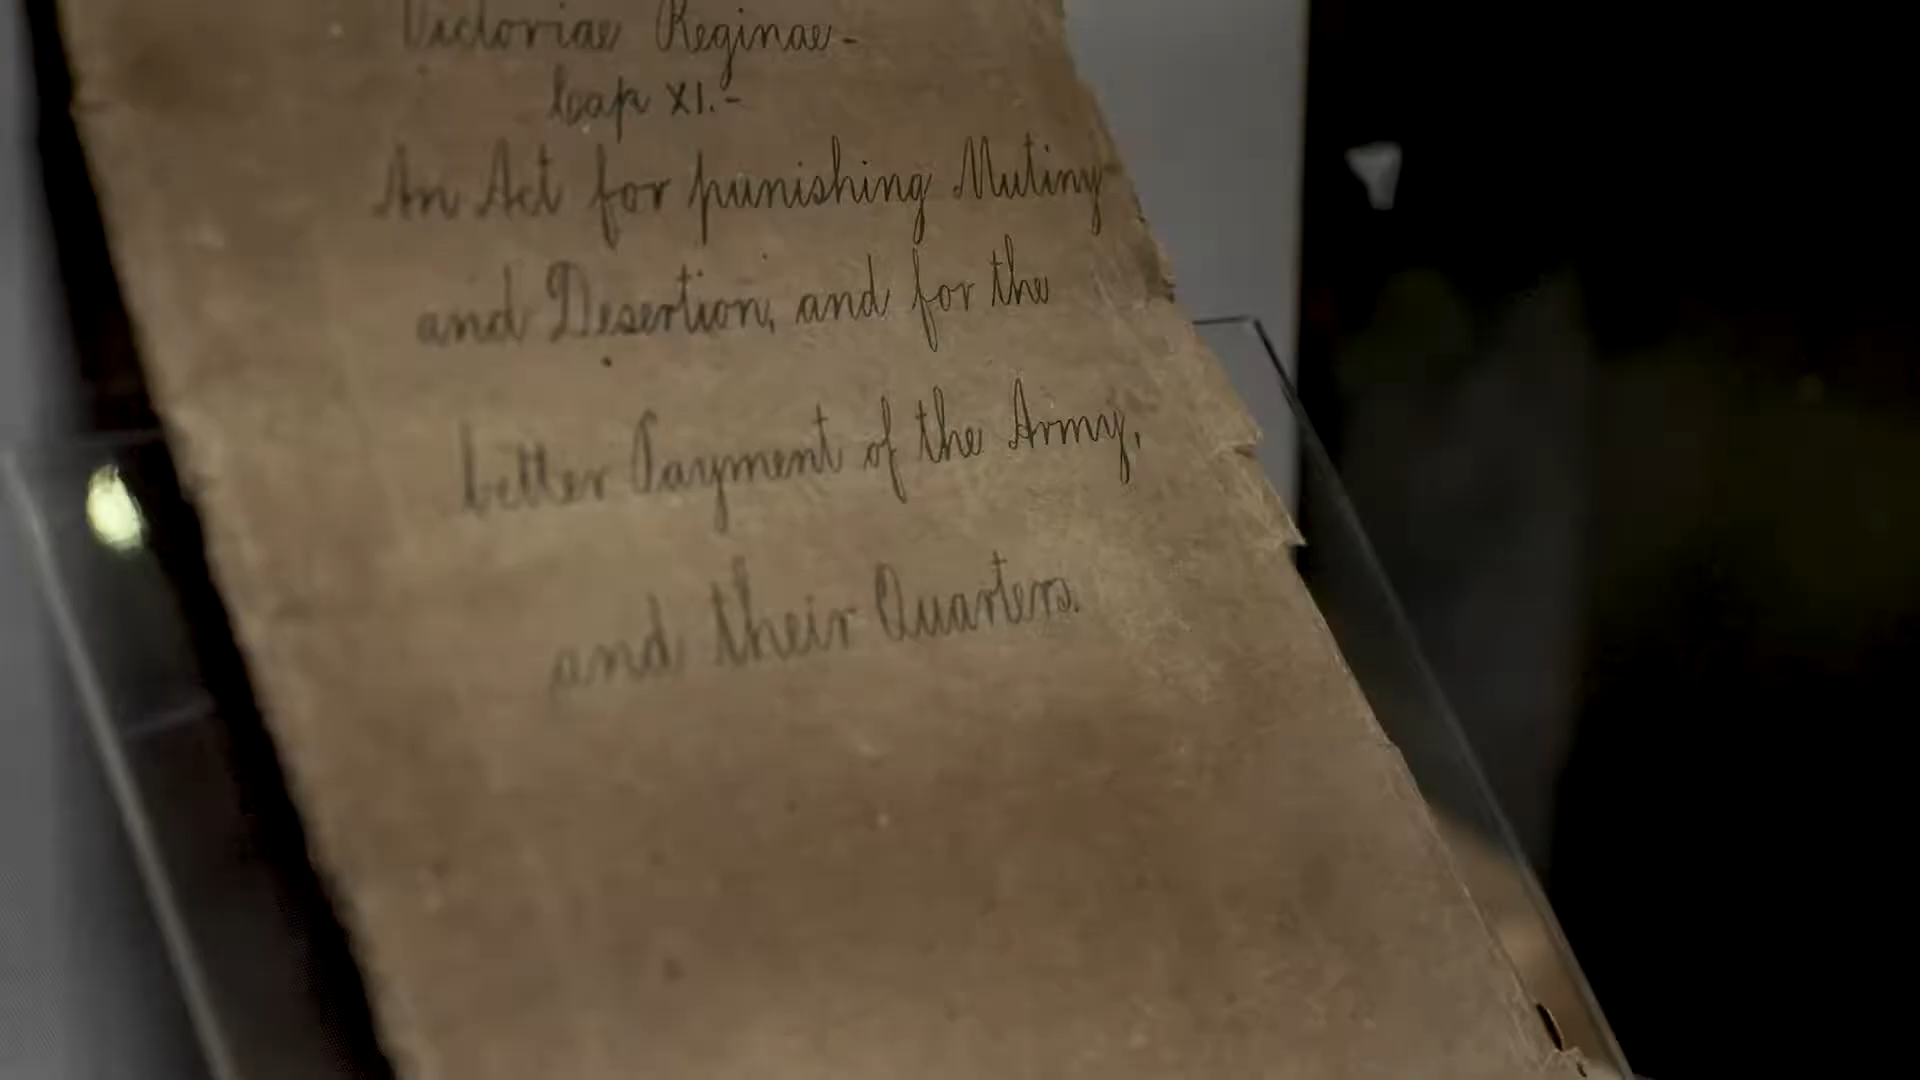 Victoriae Reginae-
Cap XI.-
An Act for punishing Mutiny
and Desertion, and for the
better Payment of the Army,
and their Quarters.